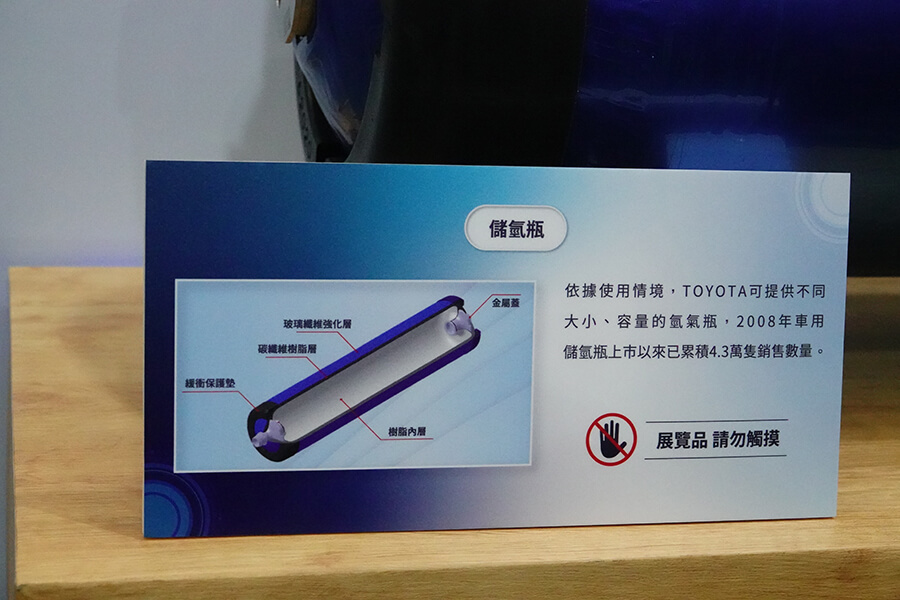 儲氫瓶
依據使用情境，TOYOTA可提供不同
大小、容量的氫氣瓶，2008年車用
儲氫瓶上市以來已累積4.3萬隻銷售數量。
金屬蓋
玻璃纖維強化層
碳纖維樹脂層
緩衝保護墊
樹脂內層
展覽品 請勿觸摸